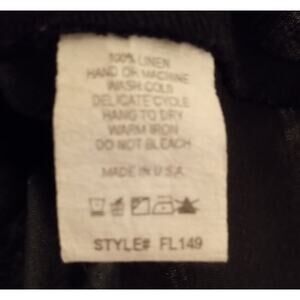 100% LINEN
HAND OR MACHINE
WASH COLD
DELICATE CYCLE
HANG TO DRY
WARM IRON
DO NOT BLEACH
MADE IN U.S.A.
STYLE# FL149